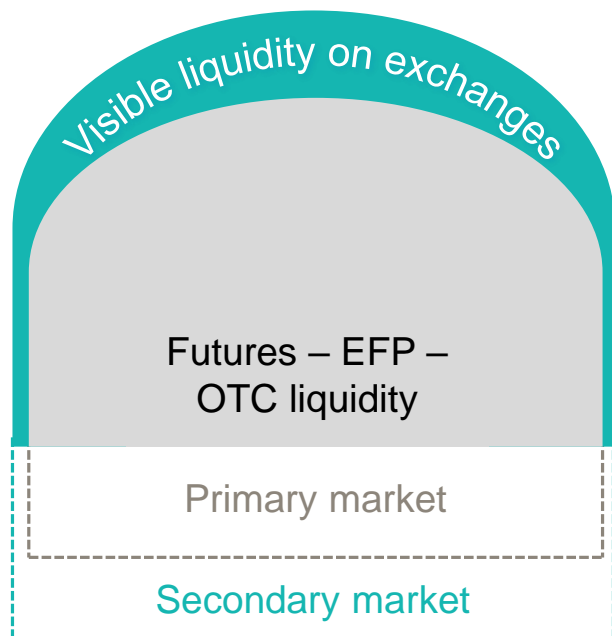 Visible liquidity on exchanges
Futures – EFP –
OTC liquidity
Primary market
Secondary market